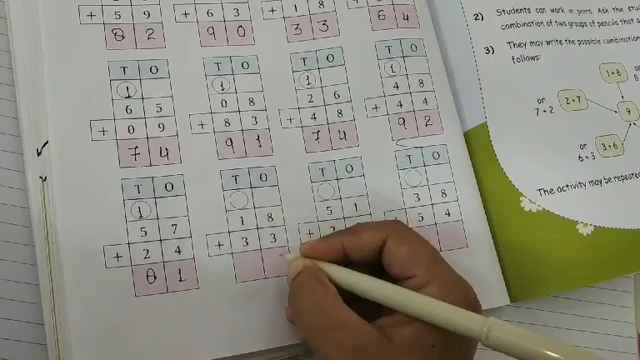 + 5 9
8 2
+ 6 3
9 0
+ 1 8
3 3
6 4
2) Students can work in pairs. Ask the
combination of two groups of pencils that
3) They may write the possible
follows:
1+8
or
7+2
2+7
9
or
6+3
3+6
The activity may be repeated
T O
1
6 5
+ 0 9
7 4
T O
1
0 8
+ 8 3
9 1
T O
1
2 6
+ 4 8
7 4
T O
1
4 8
+ 4 4
9 2
T O
1
5 7
+ 2 4
8 1
T O
1 8
+ 3 3
T O
5 1
+
T O
3 8
+ 5 4